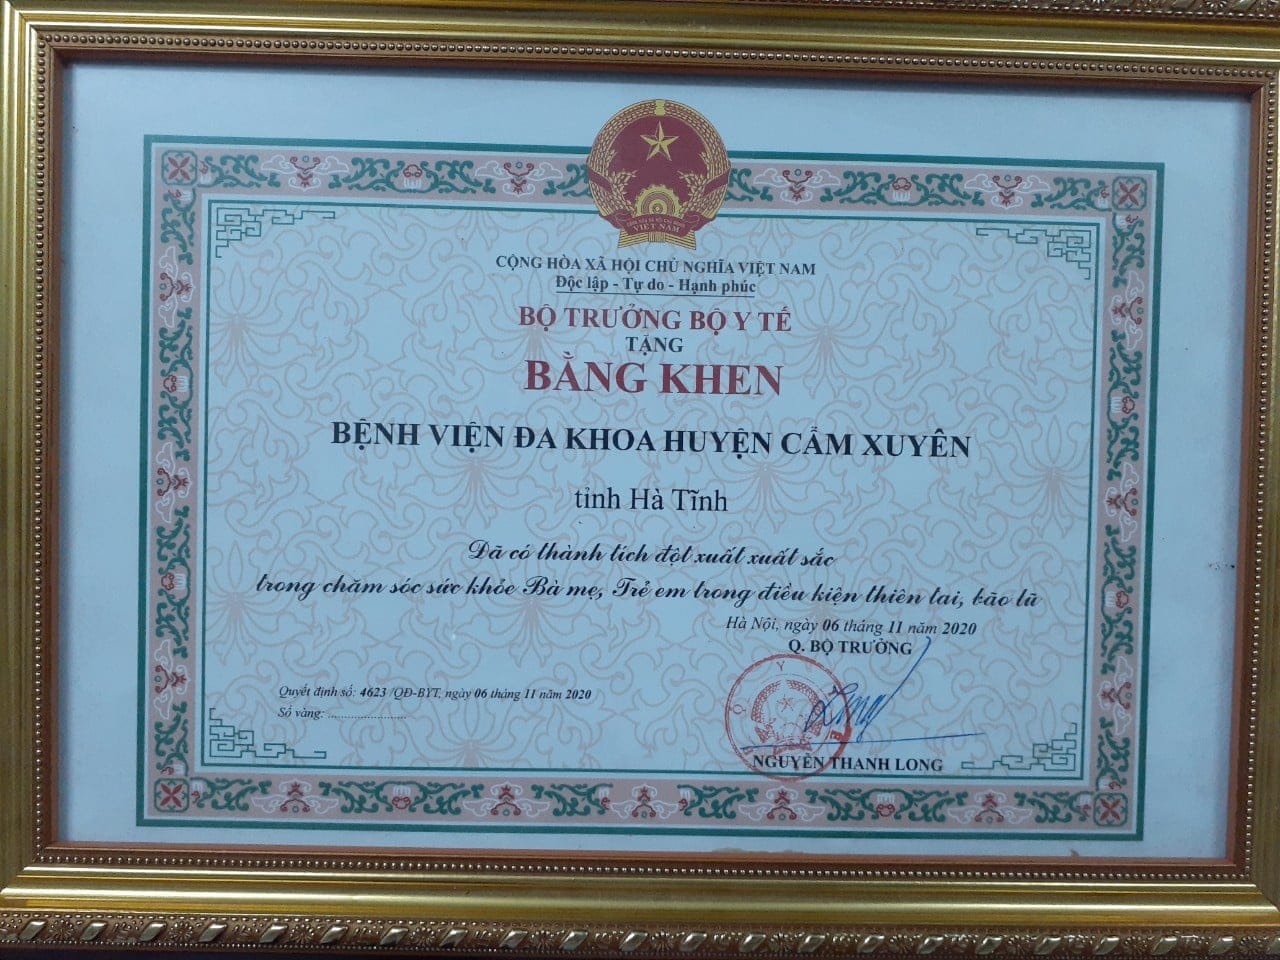 VIỆT NAM
CỘNG HÒA XÃ HỘI CHỦ NGHĨA VIỆT NAM
Độc lập - Tự do - Hạnh phúc
BỘ TRƯỞNG BỘ Y TẾ
TẶNG
BẰNG KHEN
BỆNH VIỆN ĐA KHOA HUYỆN CẨM XUYÊN
tỉnh Hà Tĩnh
Đã có thành tích đột xuất xuất sắc
trong chăm sóc sức khỏe Bà mẹ, Trẻ em trong điều kiện thiên tai, bão lũ
Hà Nội, ngày 06 tháng 11 năm 2020
Q. BỘ TRƯỞNG
Quyết định số: 4623 /QĐ-BYT, ngày 06 tháng 11 năm 2020
Sổ vàng: ........................
NGUYỄN THANH LONG